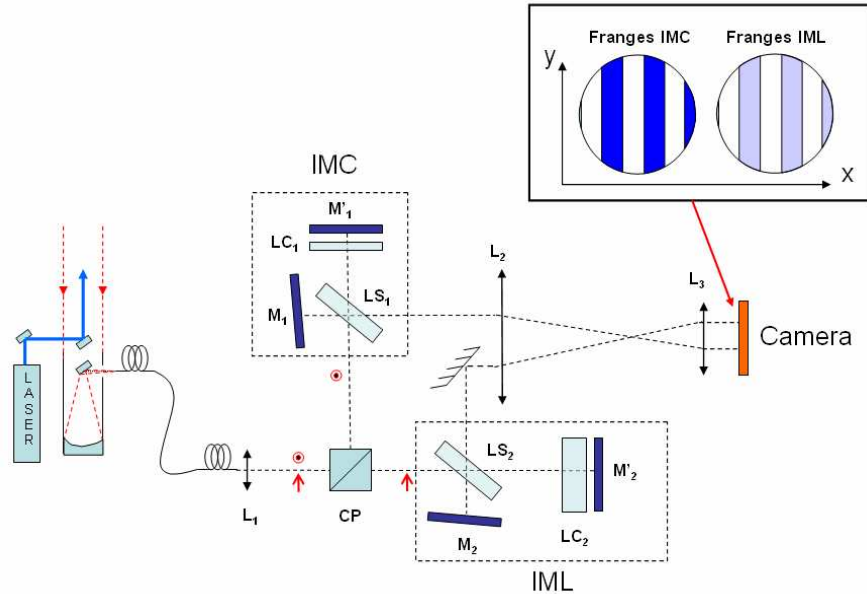 Franges IMC
Franges IML
y
x
IMC
M'₁
LC₁
LS₁
M₁
L₂
L₃
Camera
LASER
L₁
CP
LS₂
M'₂
M₂
LC₂
IML